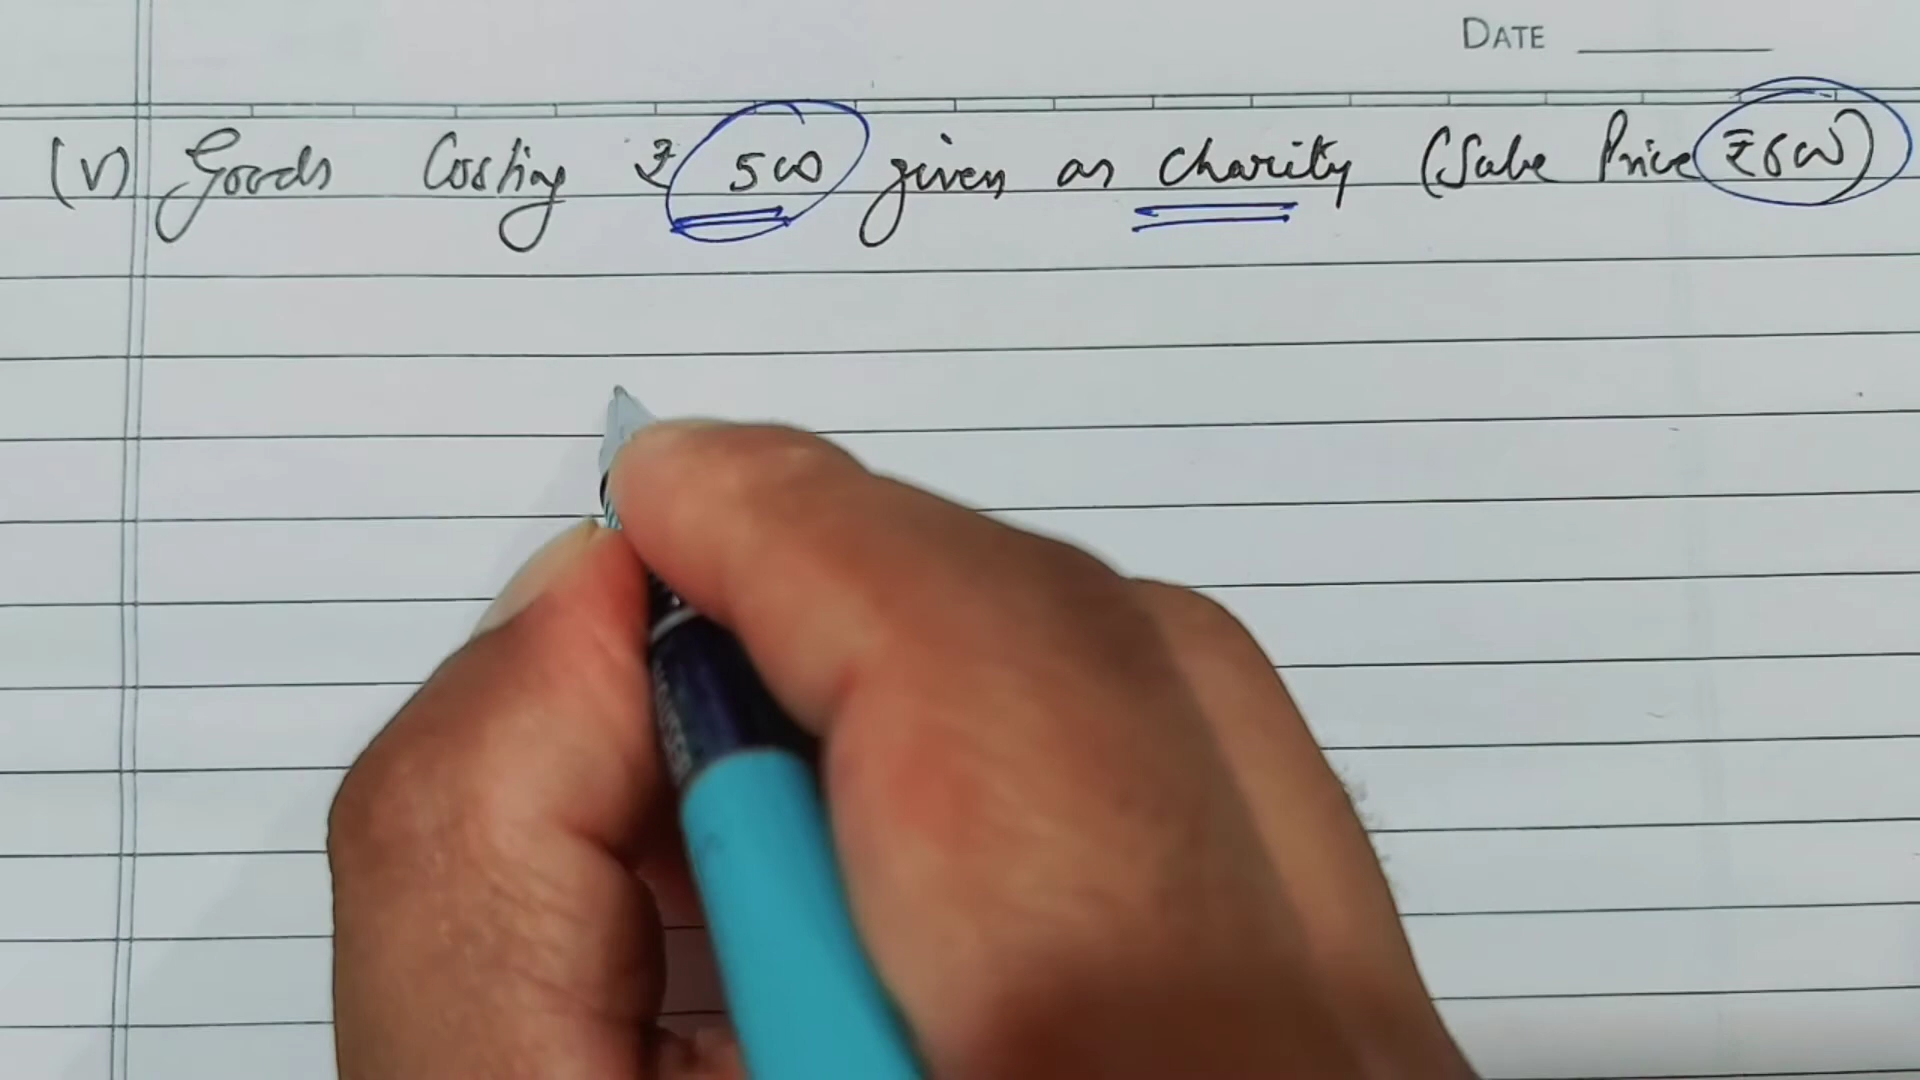 DATE
(V) Goods Costing ₹ 500 given as Charity (Sale Price ₹600)